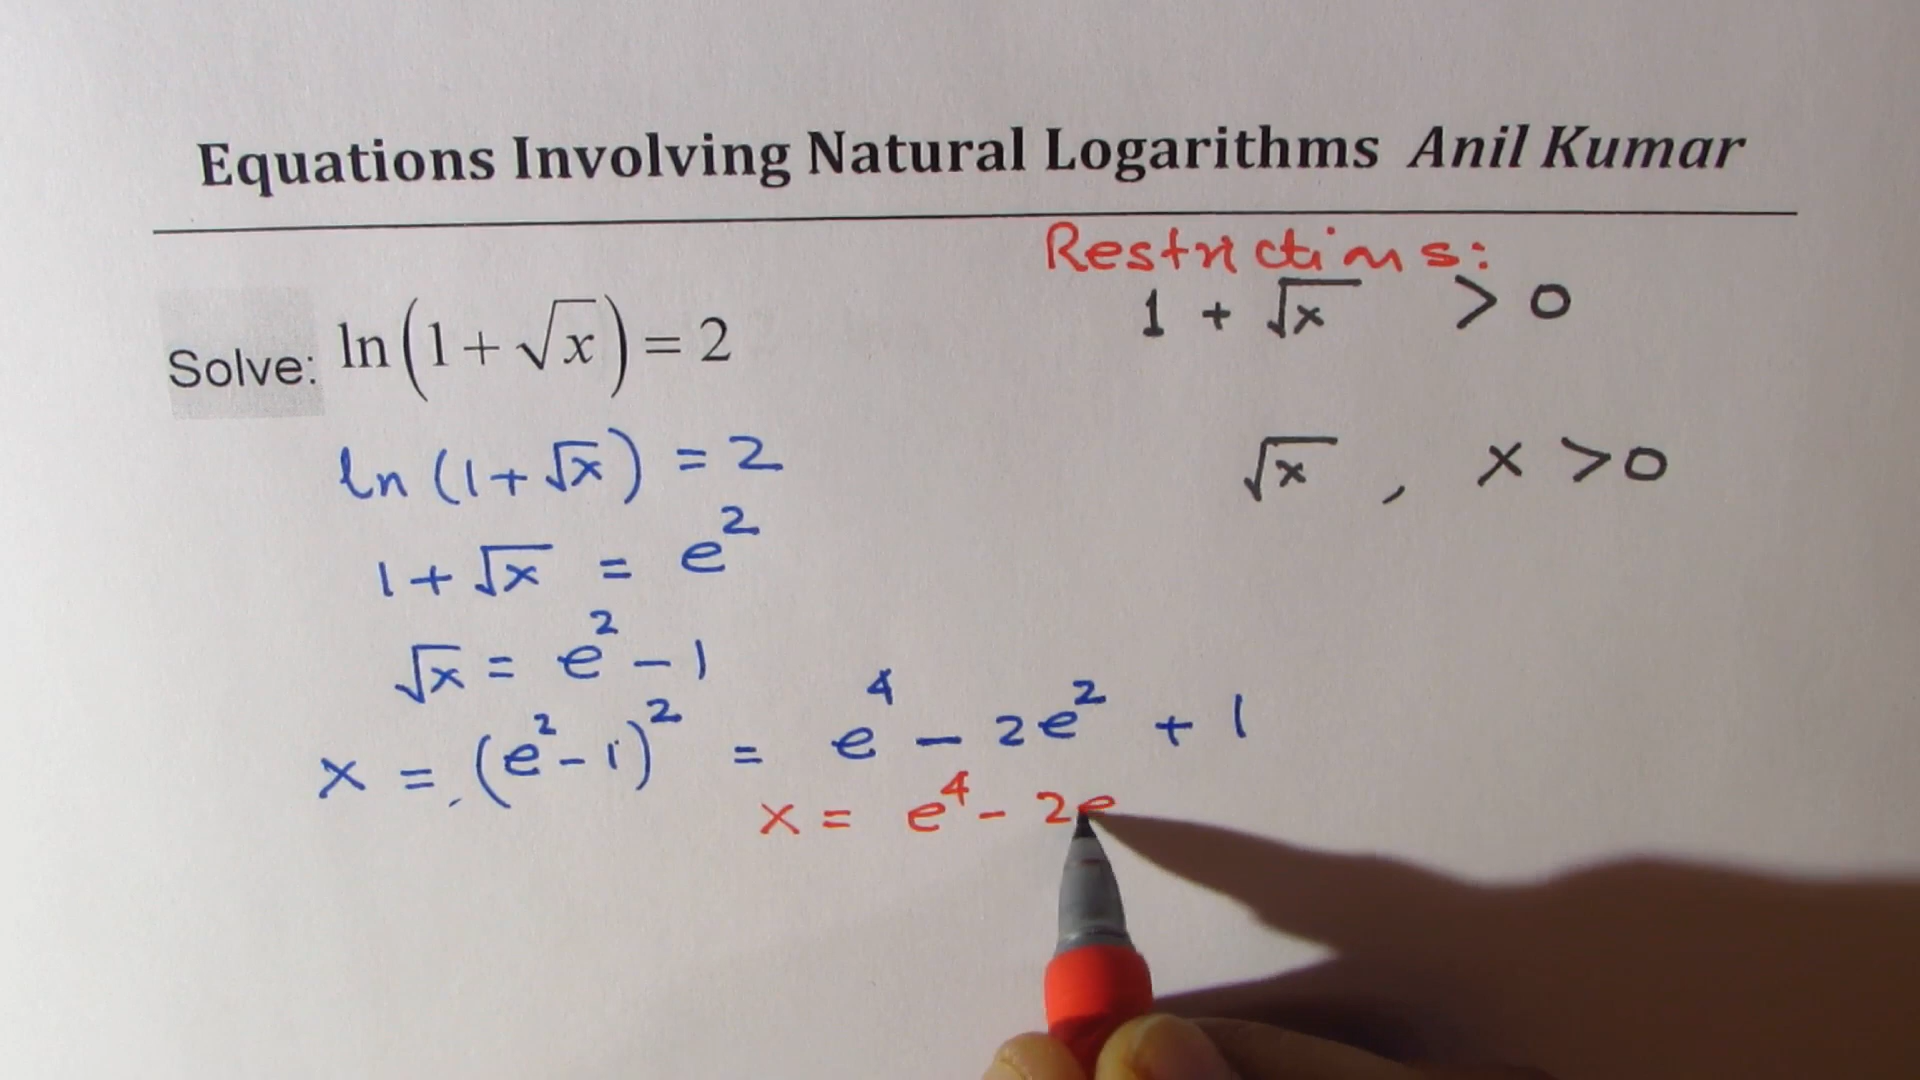 Equations Involving Natural Logarithms Anil Kumar
Restrictions:
1 + √x > 0
Solve: ln(1 + √x) = 2
√x , x > 0
ln (1 + √x) = 2
1 + √x = e²
√x = e² - 1
x = (e² - 1)² = e⁴ - 2e² + 1
x = e⁴ - 2e